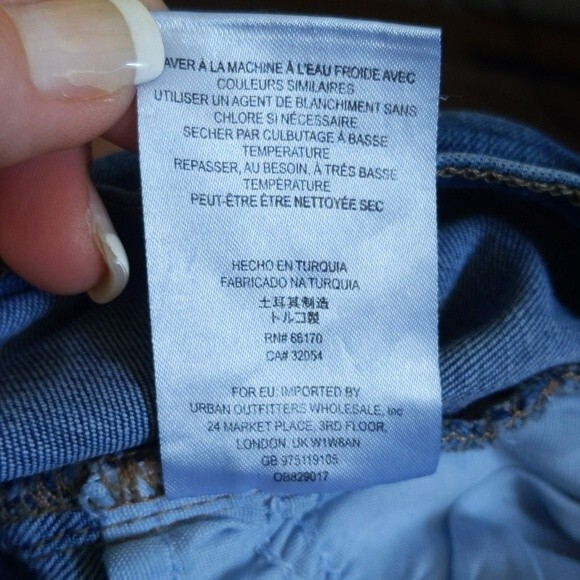 AVER À LA MACHINE À L'EAU FROIDE AVEC
COULEURS SIMILAIRES
UTILISER UN AGENT DE BLANCHIMENT SANS
CHLORE SI NÉCESSAIRE
SECHER PAR CULBUTAGE À BASSE
TEMPERATURE
REPASSER, AU BESOIN, À TRÈS BASSE
TEMPÉRATURE
PEUT-ÊTRE ÊTRE NETTOYÉE SEC
HECHO EN TURQUIA
FABRICADO NA TURQUIA
土耳其制造
トルコ製
RN# 66170
CA# 32054
FOR EU: IMPORTED BY
URBAN OUTFITTERS WHOLESALE, Inc
24 MARKET PLACE, 3RD FLOOR,
LONDON, UK W1W8AN
GB 975119105
OB829017